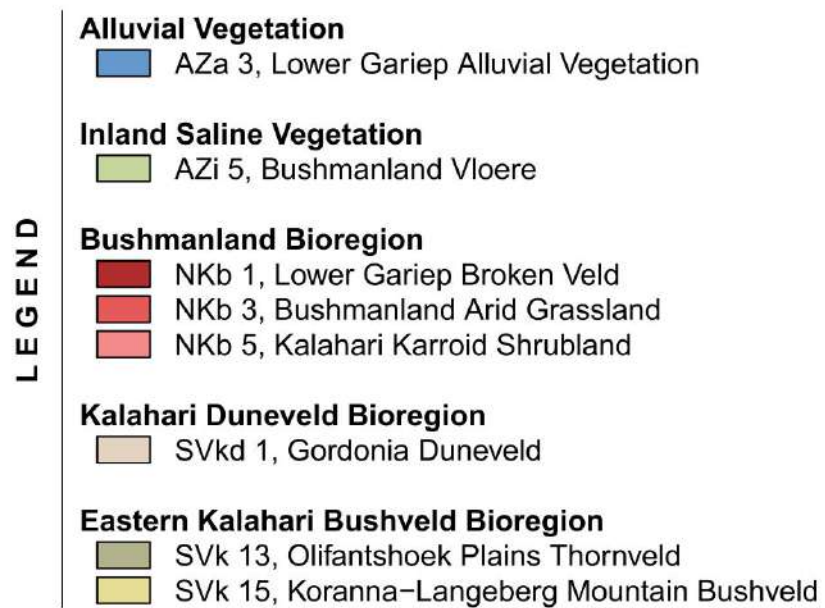 LEGEND
Alluvial Vegetation
AZa 3, Lower Gariep Alluvial Vegetation
Inland Saline Vegetation
AZi 5, Bushmanland Vloere
Bushmanland Bioregion
NKb 1, Lower Gariep Broken Veld
NKb 3, Bushmanland Arid Grassland
NKb 5, Kalahari Karroid Shrubland
Kalahari Duneveld Bioregion
SVkd 1, Gordonia Duneveld
Eastern Kalahari Bushveld Bioregion
SVk 13, Olifantshoek Plains Thornveld
SVk 15, Koranna−Langeberg Mountain Bushveld